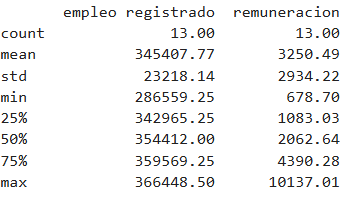 empleo registrado remuneracion
count 13.00 13.00
mean 345407.77 3250.49
std 23218.14 2934.22
min 286559.25 678.70
25% 342965.25 1083.03
50% 354412.00 2062.64
75% 359569.25 4390.28
max 366448.50 10137.01